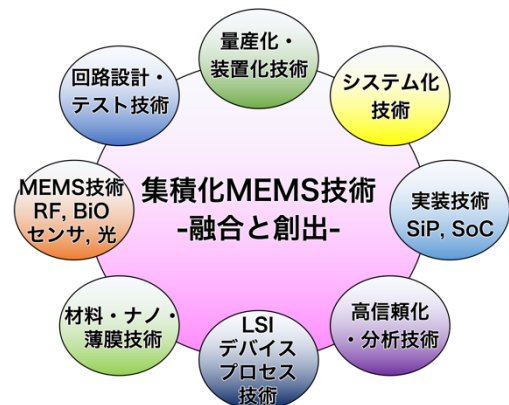 量産化・
装置化技術
回路設計・
テスト技術
システム化
技術
MEMS技術
RF, BiO
センサ, 光
集積化MEMS技術
-融合と創出-
実装技術
SiP, SoC
材料・ナノ・
薄膜技術
高信頼化
・分析技術
LSI
デバイス
プロセス
技術